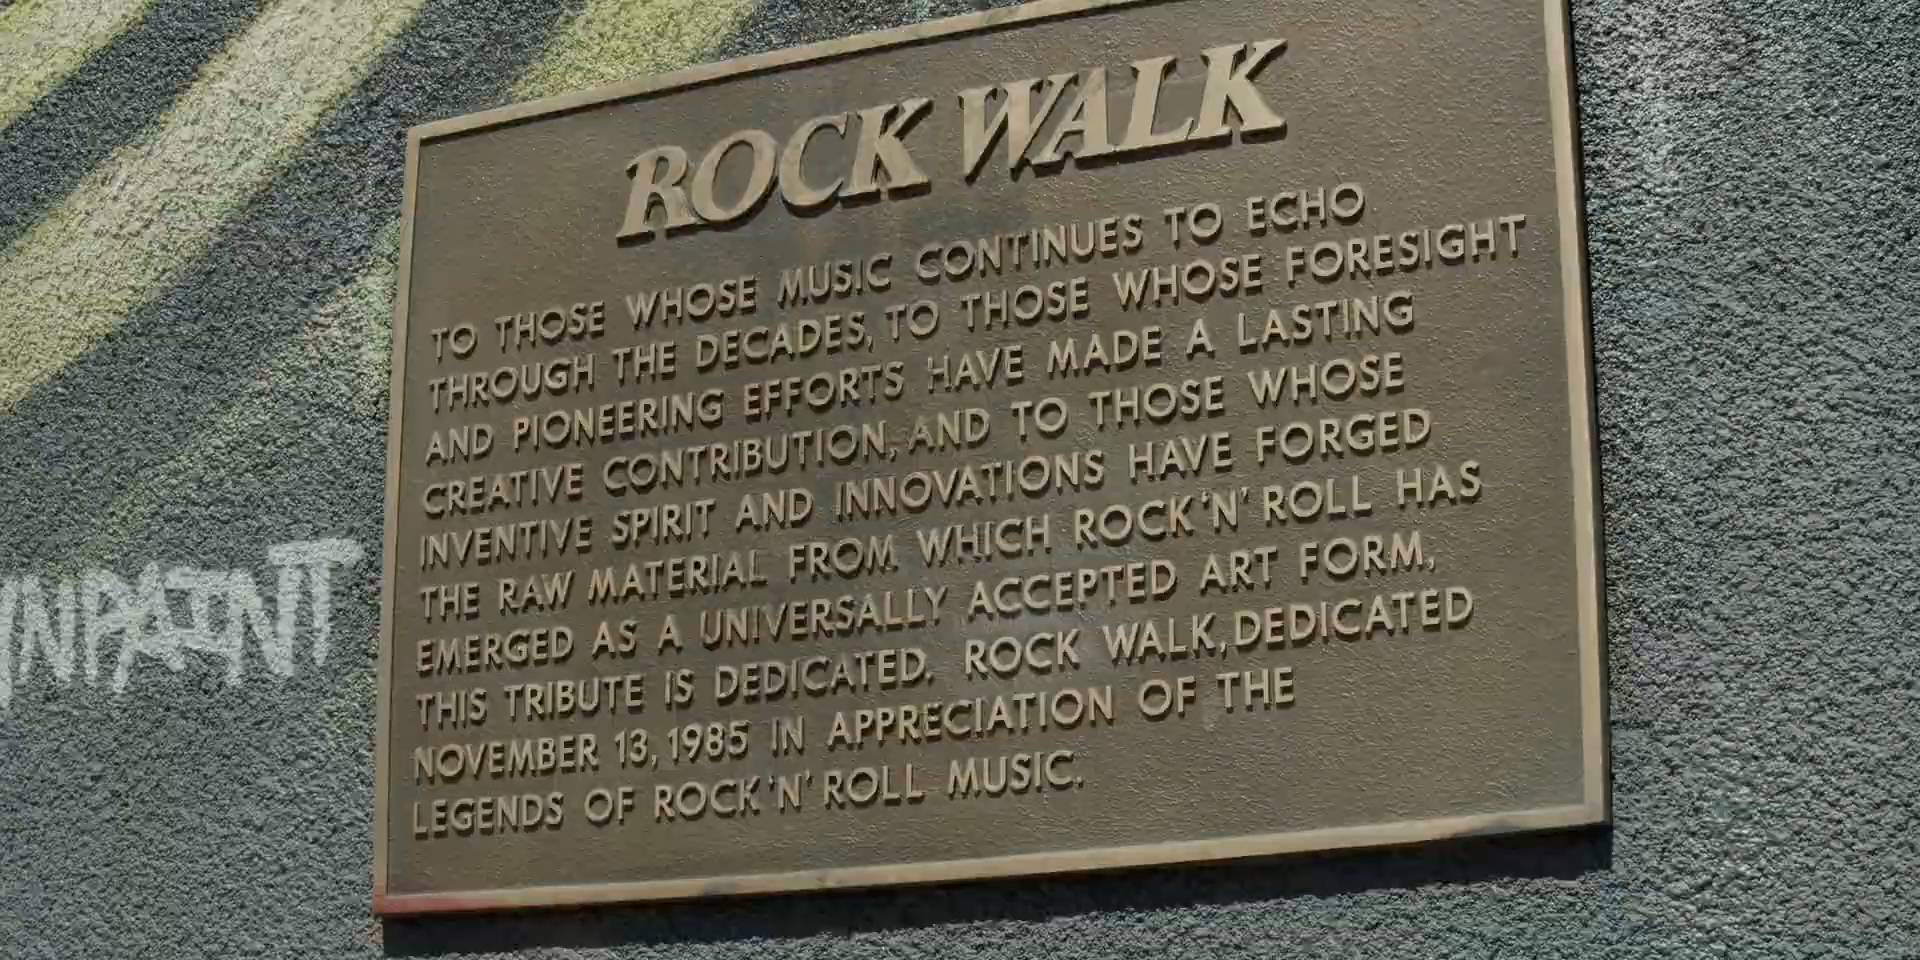 ROCK WALK
TO THOSE WHOSE MUSIC CONTINUES TO ECHO
THROUGH THE DECADES, TO THOSE WHOSE FORESIGHT
AND PIONEERING EFFORTS HAVE MADE A LASTING
CREATIVE CONTRIBUTION, AND TO THOSE WHOSE
INVENTIVE SPIRIT AND INNOVATIONS HAVE FORGED
THE RAW MATERIAL FROM WHICH ROCK 'N' ROLL HAS
EMERGED AS A UNIVERSALLY ACCEPTED ART FORM,
THIS TRIBUTE IS DEDICATED. ROCK WALK, DEDICATED
NOVEMBER 13, 1985 IN APPRECIATION OF THE
LEGENDS OF ROCK 'N' ROLL MUSIC.
INPAINT